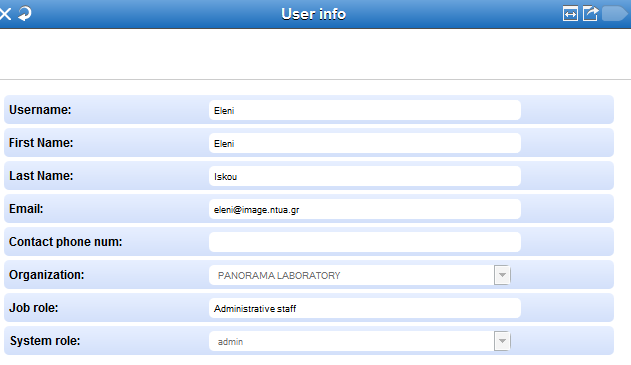 User info
Username: Eleni
First Name: Eleni
Last Name: Iskou
Email: eleni@image.ntua.gr
Contact phone num:
Organization: PANORAMA LABORATORY
Job role: Administrative staff
System role: admin